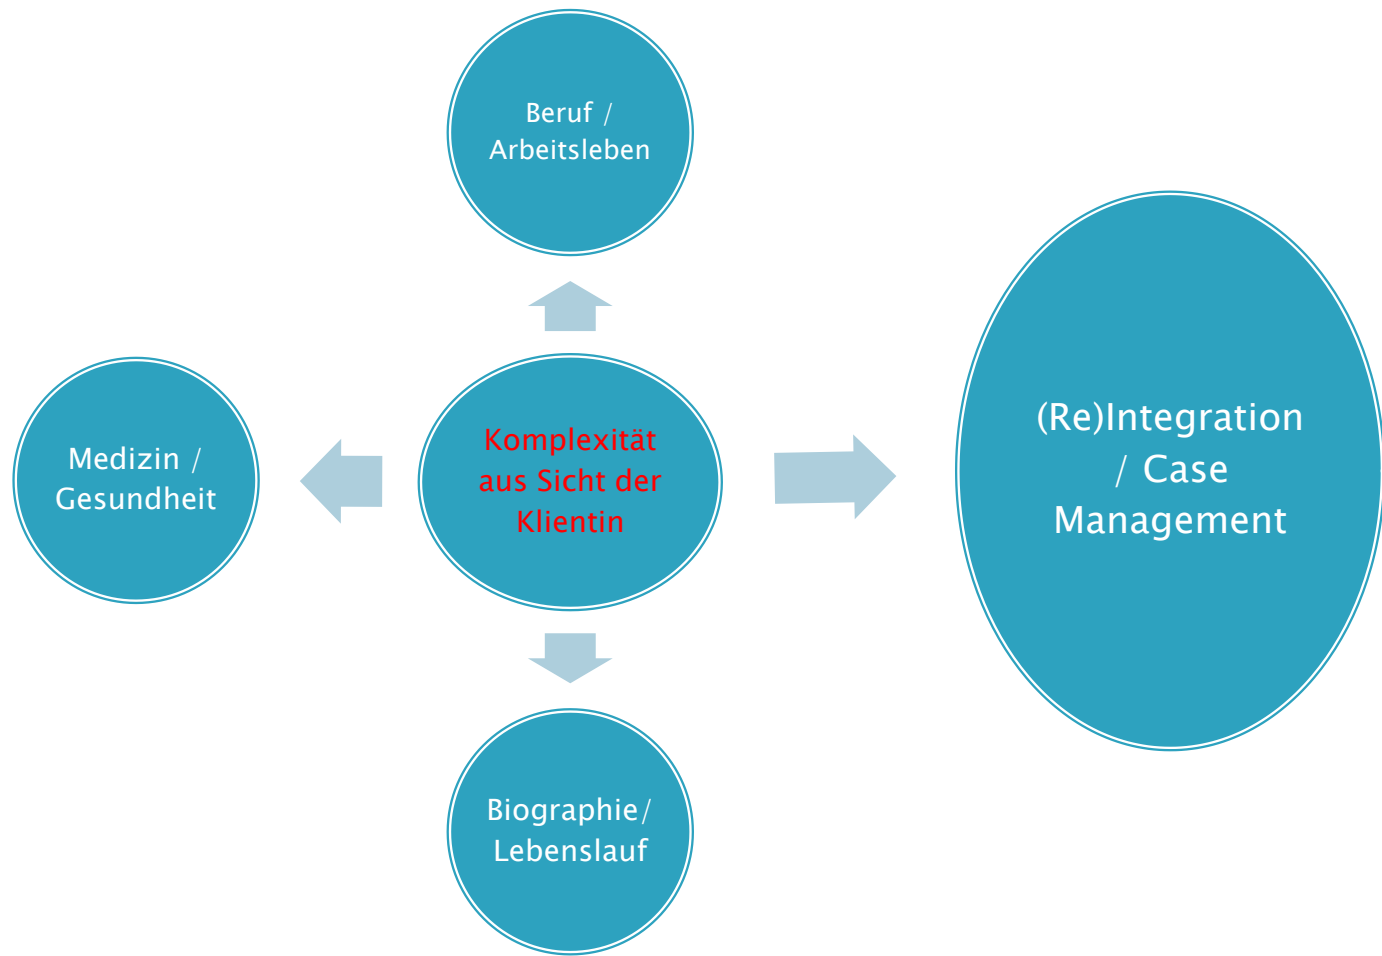 Beruf /
Arbeitsleben
Medizin /
Gesundheit
Komplexität
aus Sicht der
Klientin
(Re)Integration
/ Case
Management
Biographie/
Lebenslauf